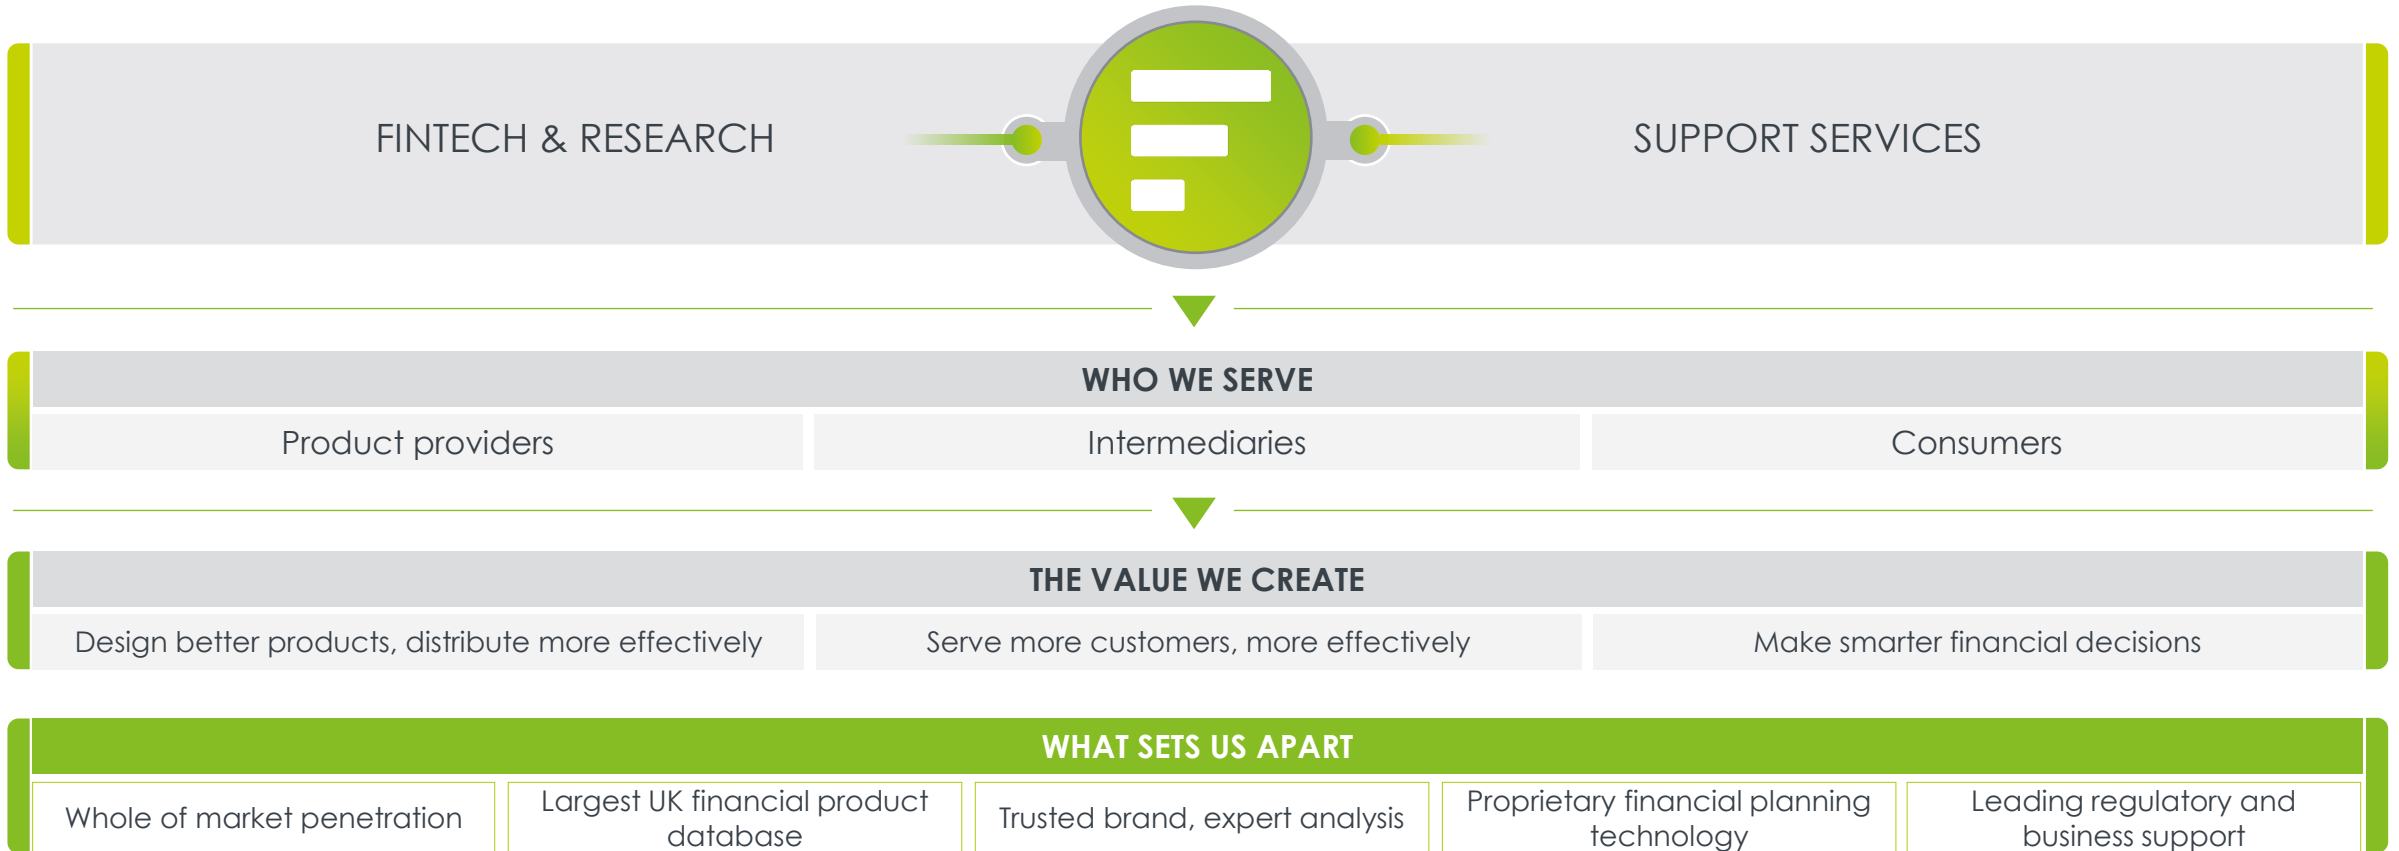 FINTECH & RESEARCH
SUPPORT SERVICES
WHO WE SERVE
Product providers
Intermediaries
Consumers
THE VALUE WE CREATE
Design better products, distribute more effectively
Serve more customers, more effectively
Make smarter financial decisions
WHAT SETS US APART
Whole of market penetration
Largest UK financial product
database
Trusted brand, expert analysis
Proprietary financial planning
technology
Leading regulatory and
business support